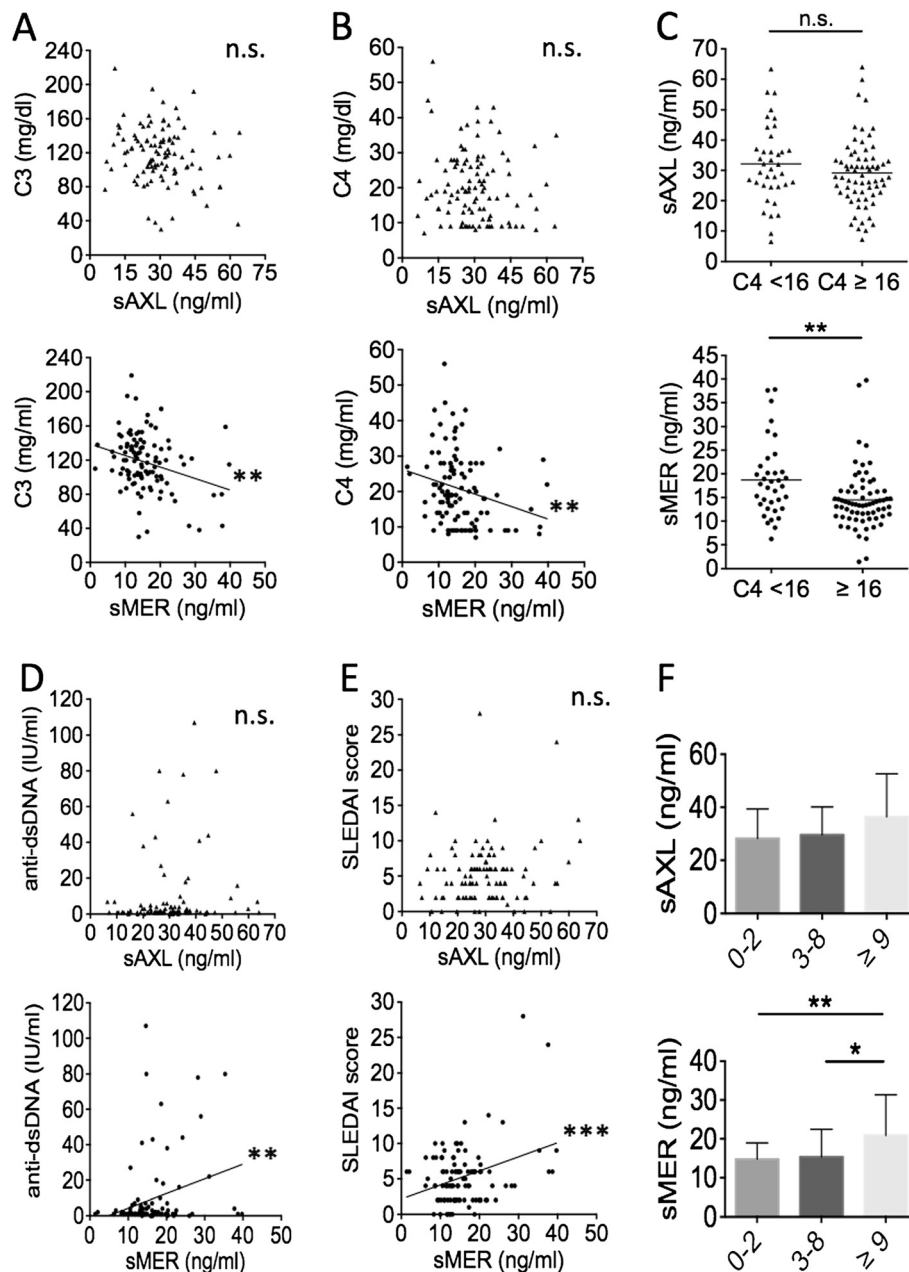 A
n.s.
C3 (mg/dl)
240
200
160
120
80
40
0
0 15 30 45 60 75
sAXL (ng/ml)
B
n.s.
C4 (mg/dl)
60
50
40
30
20
10
0
0 15 30 45 60 75
sAXL (ng/ml)
C
n.s.
sAXL (ng/ml)
70
60
50
40
30
20
10
0
C4 <16 C4 ≥ 16
C3 (mg/ml)
240
200
160
120
80
40
0
**
0 10 20 30 40 50
sMER (ng/ml)
C4 (mg/ml)
60
50
40
30
20
10
0
**
0 10 20 30 40 50
sMER (ng/ml)
**
sMER (ng/ml)
45
40
35
30
25
20
15
10
5
0
C4 <16 ≥ 16
D
n.s.
anti-dsDNA (IU/ml)
120
100
80
60
40
20
0
0 10 20 30 40 50 60 70
sAXL (ng/ml)
E
n.s.
SLEDAI score
30
25
20
15
10
5
0
0 10 20 30 40 50 60 70
sAXL (ng/ml)
F
sAXL (ng/ml)
60
40
20
0
0-2 3-8 ≥ 9
anti-dsDNA (IU/ml)
120
100
80
60
40
20
0
**
0 10 20 30 40 50
sMER (ng/ml)
SLEDAI score
30
25
20
15
10
5
0
***
0 10 20 30 40 50
sMER (ng/ml)
**
*
sMER (ng/ml)
40
30
20
10
0
0-2 3-8 ≥ 9